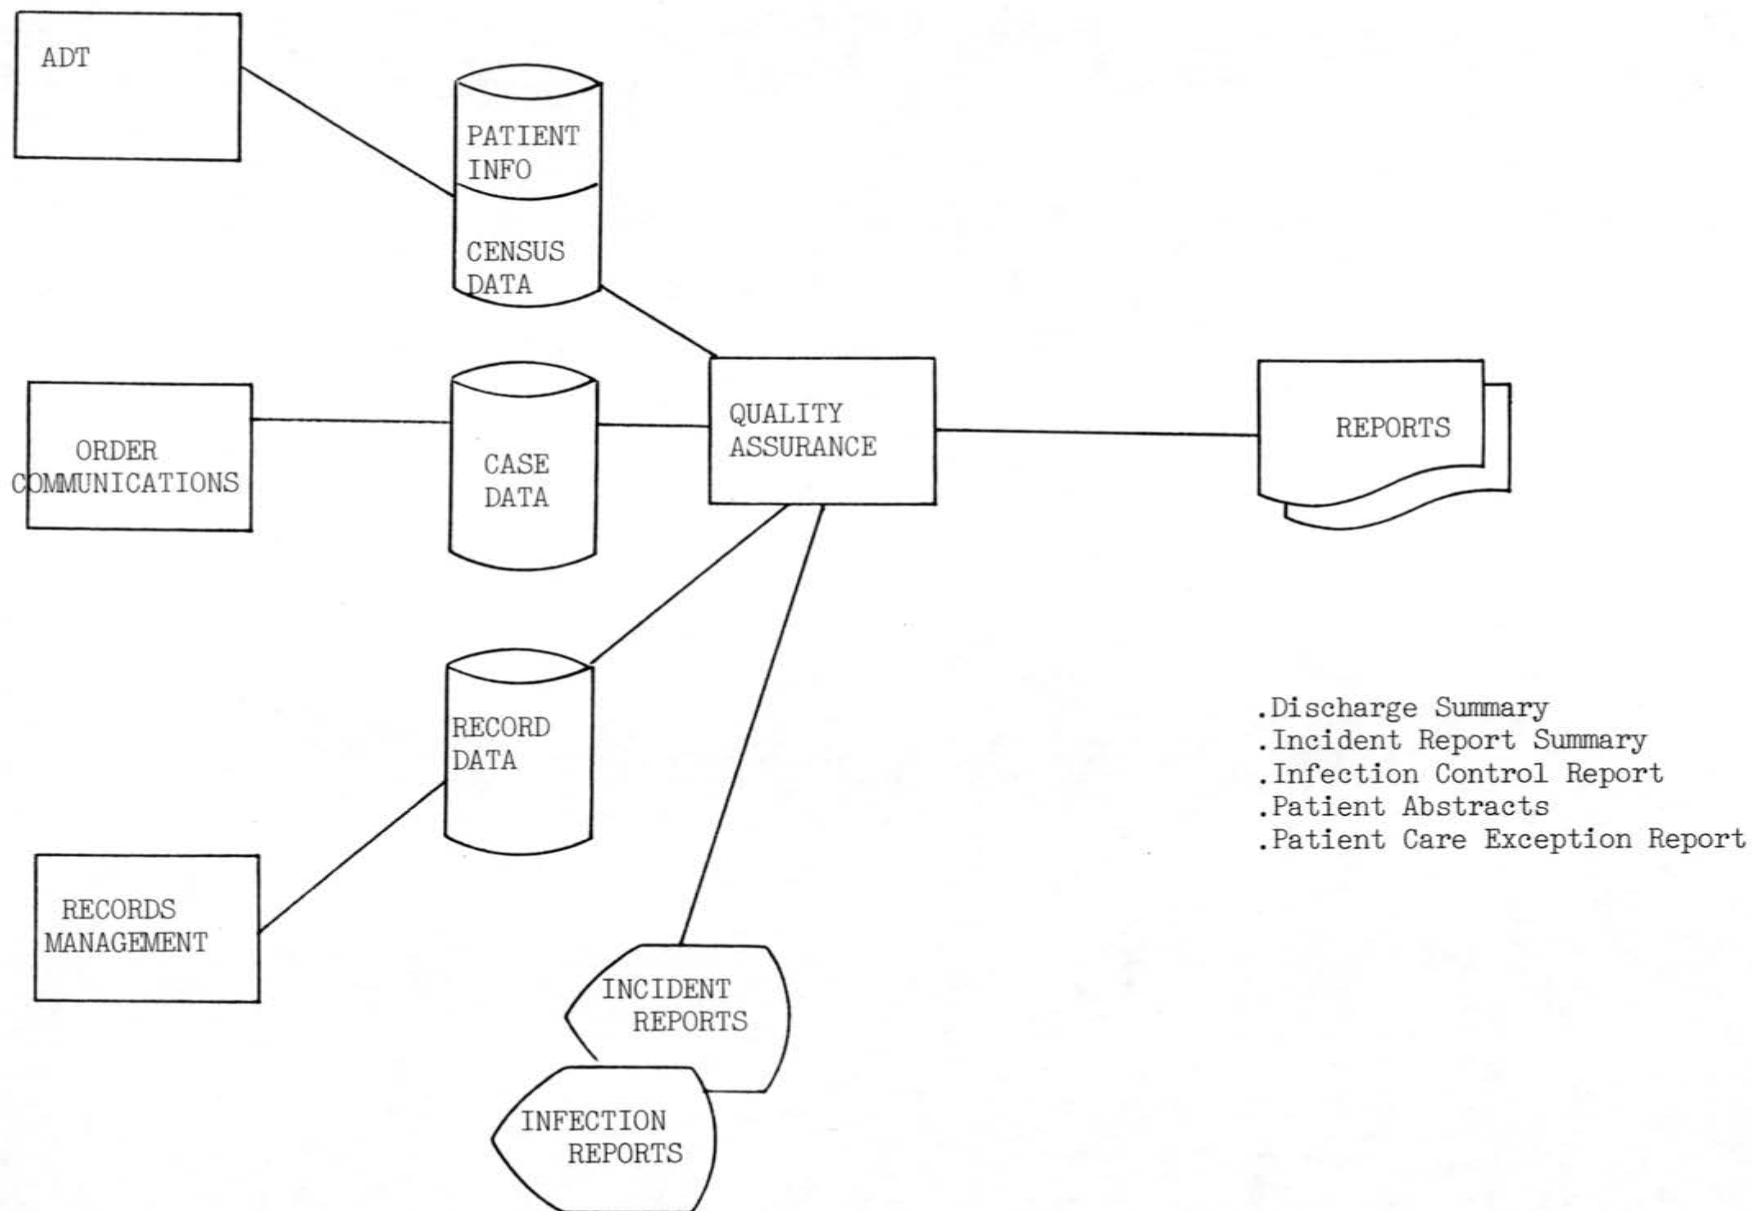 ADT
PATIENT
INFO
CENSUS
DATA
ORDER
COMMUNICATIONS
CASE
DATA
QUALITY
ASSURANCE
REPORTS
RECORD
DATA
.Discharge Summary
.Incident Report Summary
.Infection Control Report
.Patient Abstracts
.Patient Care Exception Report
RECORDS
MANAGEMENT
INCIDENT
REPORTS
INFECTION
REPORTS